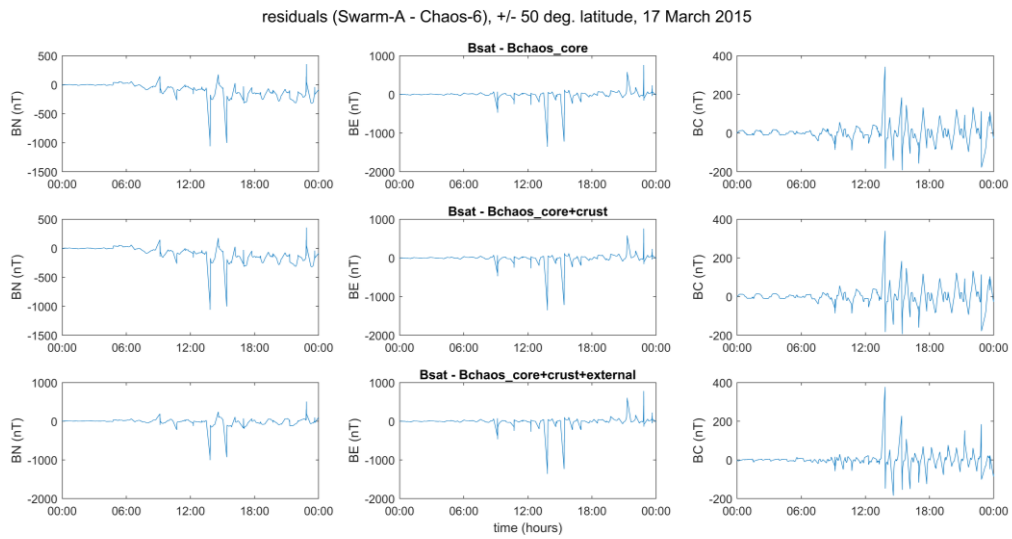 residuals (Swarm-A - Chaos-6), +/- 50 deg. latitude, 17 March 2015
Bsat - Bchaos_core
500
0
-500
-1000
-1500
BN (nT)
00:00 06:00 12:00 18:00 00:00
1000
0
-1000
-2000
BE (nT)
00:00 06:00 12:00 18:00 00:00
400
200
0
-200
BC (nT)
00:00 06:00 12:00 18:00 00:00
Bsat - Bchaos_core+crust
500
0
-500
-1000
-1500
BN (nT)
00:00 06:00 12:00 18:00 00:00
1000
0
-1000
-2000
BE (nT)
00:00 06:00 12:00 18:00 00:00
400
200
0
-200
BC (nT)
00:00 06:00 12:00 18:00 00:00
Bsat - Bchaos_core+crust+external
1000
0
-1000
-2000
BN (nT)
00:00 06:00 12:00 18:00 00:00
1000
0
-1000
-2000
BE (nT)
00:00 06:00 12:00 18:00 00:00
400
200
0
-200
BC (nT)
00:00 06:00 12:00 18:00 00:00
time (hours)